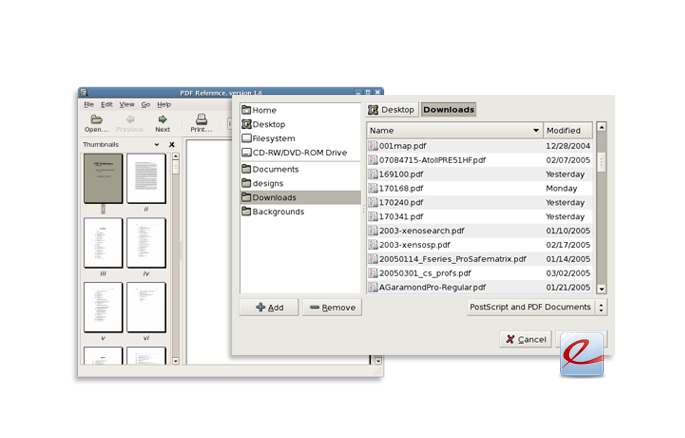 PDF Reference, version 1.6
File Edit View Go Help
Open... Previous Next Print...
Thumbnails
i
ii
iii
iv
v
vi
Home
Desktop
Filesystem
CD-RW/DVD-ROM Drive
Documents
designs
Downloads
Backgrounds
Add Remove
Desktop Downloads
Name Modified
001map.pdf 12/28/2004
07084715-AtollPRES1HF.pdf 02/07/2005
169100.pdf Yesterday
170168.pdf Monday
170240.pdf Yesterday
170341.pdf Yesterday
2003-xenosearch.pdf 01/10/2005
2003-xensosp.pdf 02/17/2005
20050114_Fseries_ProSafematrix.pdf 01/14/2005
20050301_cs_profs.pdf 03/02/2005
AGaramondPro-Regular.pdf 01/21/2005
PostScript and PDF Documents
Cancel
e